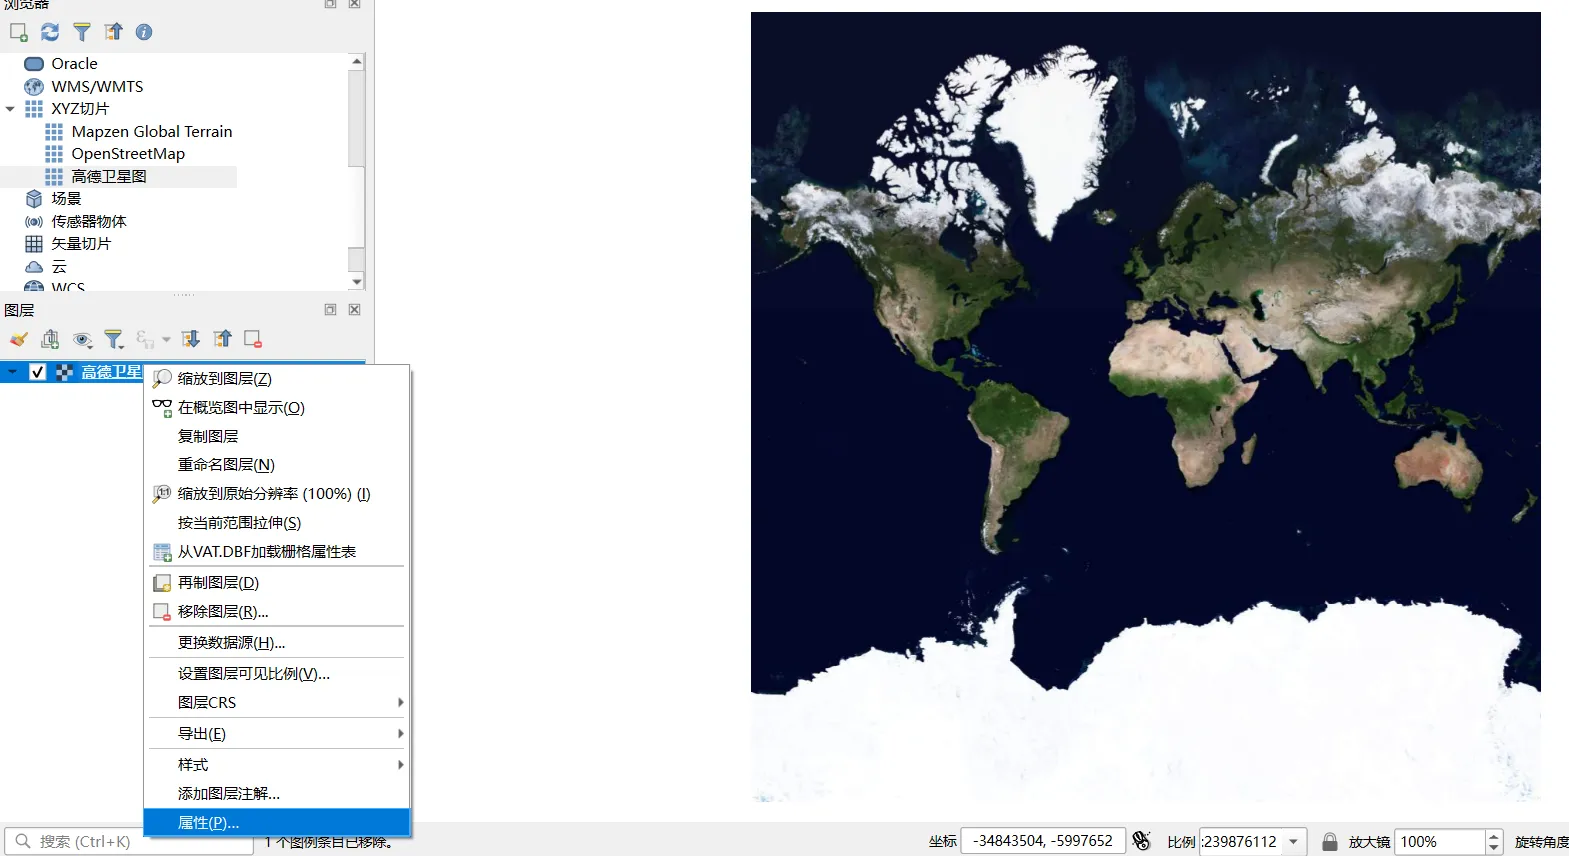 浏览器
Oracle
WMS/WMTS
XYZ切片
Mapzen Global Terrain
OpenStreetMap
高德卫星图
场景
传感器物体
矢量切片
云
WCS
图层
高德卫星
缩放到图层(Z)
在概览图中显示(O)
复制图层
重命名图层(N)
缩放到原始分辨率 (100%) (I)
按当前范围拉伸(S)
从VAT.DBF加载栅格属性表
再制图层(D)
移除图层(R)...
更换数据源(H)...
设置图层可见比例(V)...
图层CRS
导出(E)
样式
添加图层注解...
属性(P)...
搜索 (Ctrl+K)
1 个图例条目已移除。
坐标 -34843504, -5997652 比例 :239876112 放大镜 100% 旋转角度